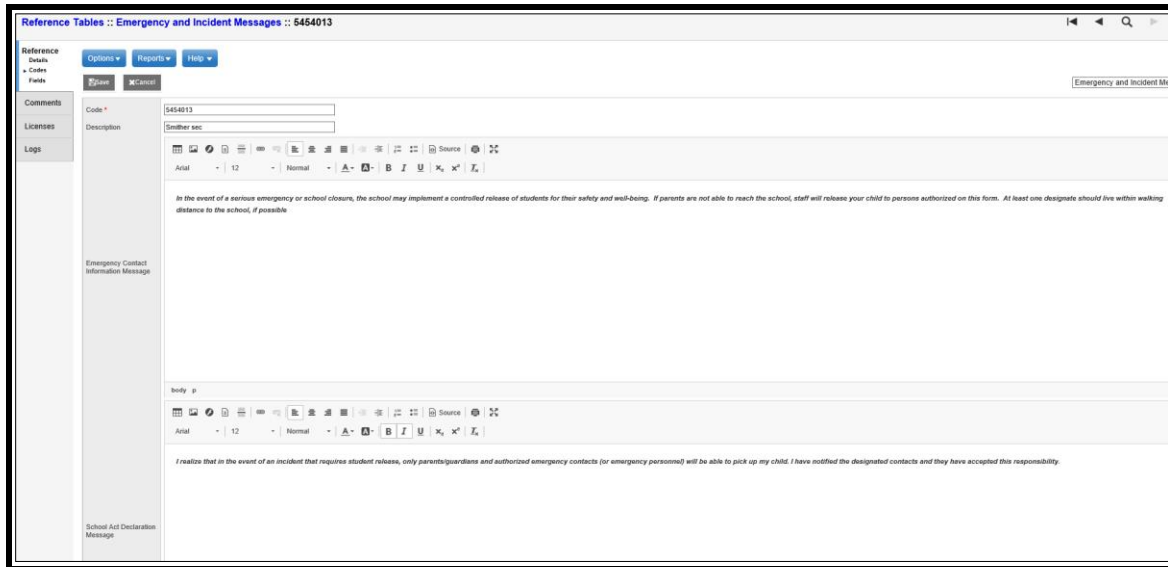 Reference Tables :: Emergency and Incident Messages :: 5454013
Reference
Details
Codes
Fields
Comments
Licenses
Logs
Options
Reports
Help
Save
Cancel
Emergency and Incident Me
Code *
5454013
Description
Smither sec
Source
Arial
12
Normal
A
A
B
I
U
Emergency Contact
Information Message
In the event of a serious emergency or school closure, the school may implement a controlled release of students for their safety and well-being. If parents are not able to reach the school, staff will release your child to persons authorized on this form. At least one designate should live within walking
distance to the school, if possible
body p
Source
Arial
12
Normal
A
A
B
I
U
School Act Declaration
Message
I realize that in the event of an incident that requires student release, only parents/guardians and authorized emergency contacts (or emergency personnel) will be able to pick up my child. I have notified the designated contacts and they have accepted this responsibility.